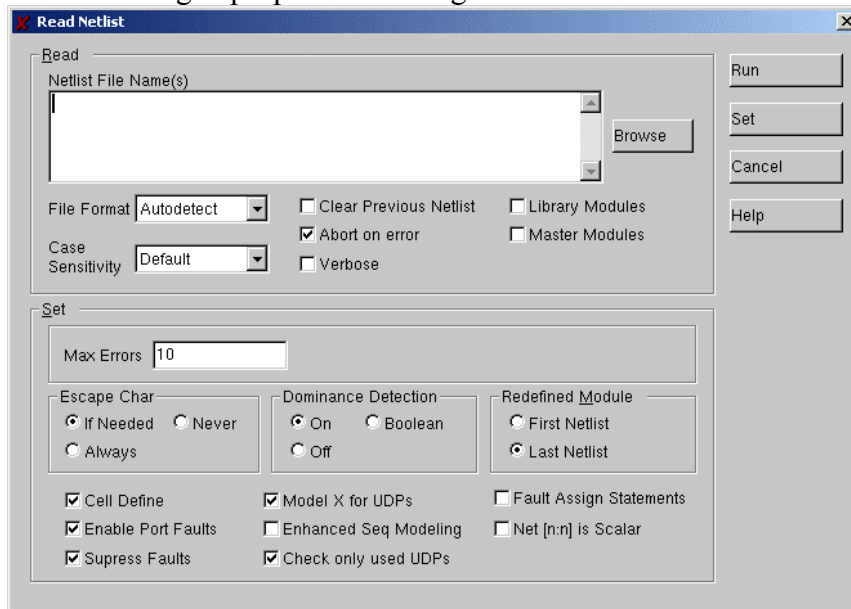 Read Netlist
Read
Netlist File Name(s)
Browse
File Format Autodetect
Clear Previous Netlist
Library Modules
Abort on error
Master Modules
Case Sensitivity Default
Verbose
Set
Max Errors 10
Escape Char
If Needed Never
Always
Dominance Detection
On Boolean
Off
Redefined Module
First Netlist
Last Netlist
Cell Define
Model X for UDPs
Fault Assign Statements
Enable Port Faults
Enhanced Seq Modeling
Net [n:n] is Scalar
Supress Faults
Check only used UDPs
Run
Set
Cancel
Help